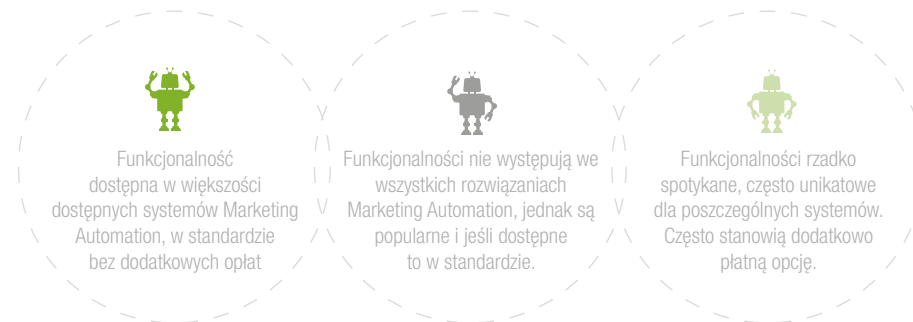 Funkcjonalność
dostępna w większości
dostępnych systemów Marketing
Automation, w standardzie
bez dodatkowych opłat
Funkcjonalności nie występują we
wszystkich rozwiązaniach
Marketing Automation, jednak są
popularne i jeśli dostępne
to w standardzie.
Funkcjonalności rzadko
spotykane, często unikatowe
dla poszczególnych systemów.
Często stanowią dodatkowo
płatną opcję.